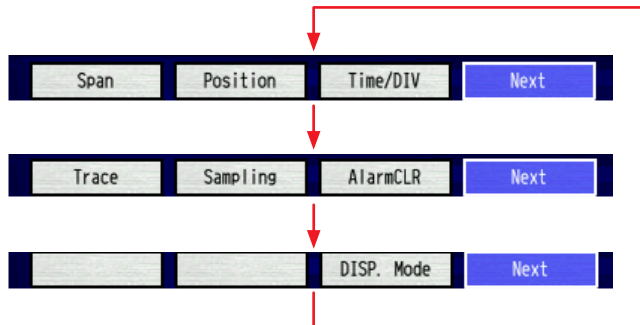 Span Position Time/DIV Next
Trace Sampling AlarmCLR Next
DISP. Mode Next